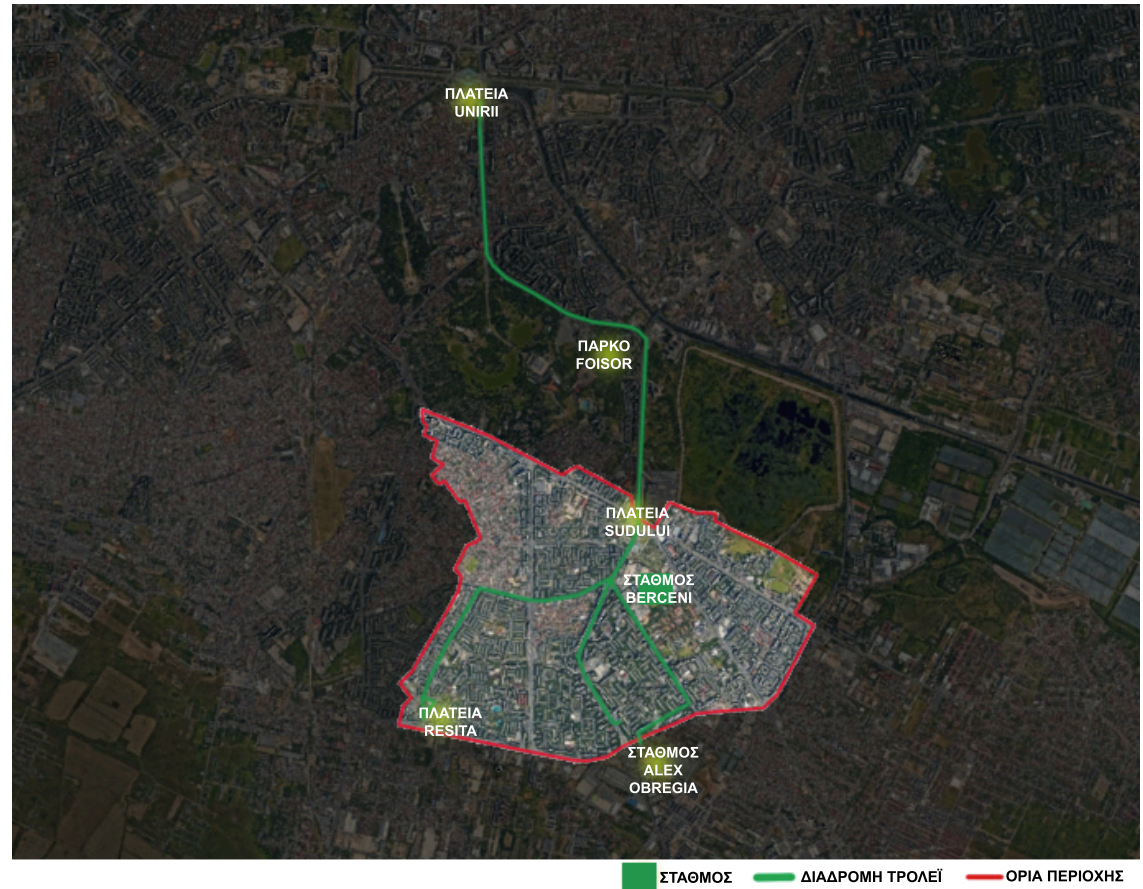 ΠΛΑΤΕΙΑ
UNIRII
ΠΑΡΚΟ
FOISOR
ΠΛΑΤΕΙΑ
SUDULUI
ΣΤΑΘΜΟΣ
BERCENI
ΠΛΑΤΕΙΑ
RESITA
ΣΤΑΘΜΟΣ
ALEX
OBREGIA
ΣΤΑΘΜΟΣ
ΔΙΑΔΡΟΜΗ ΤΡΟΛΕΪ
ΟΡΙΑ ΠΕΡΙΟΧΗΣ